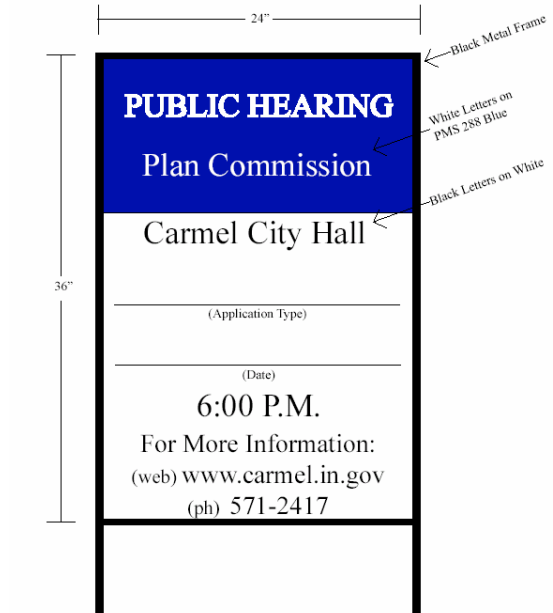 24”
Black Metal Frame
PUBLIC HEARING
White Letters on
PMS 288 Blue
Plan Commission
Black Letters on White
Carmel City Hall
36”
(Application Type)
(Date)
6:00 P.M.
For More Information:
(web) www.carmel.in.gov
(ph) 571-2417